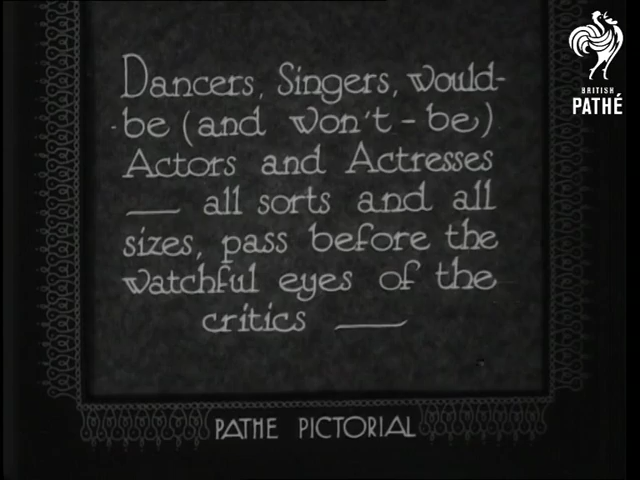 Dancers, Singers, would-
-be (and won't-be)
Actors and Actresses
— all sorts and all
sizes, pass before the
watchful eyes of the
critics —
PATHE PICTORIAL
BRITISH
PATHÉ